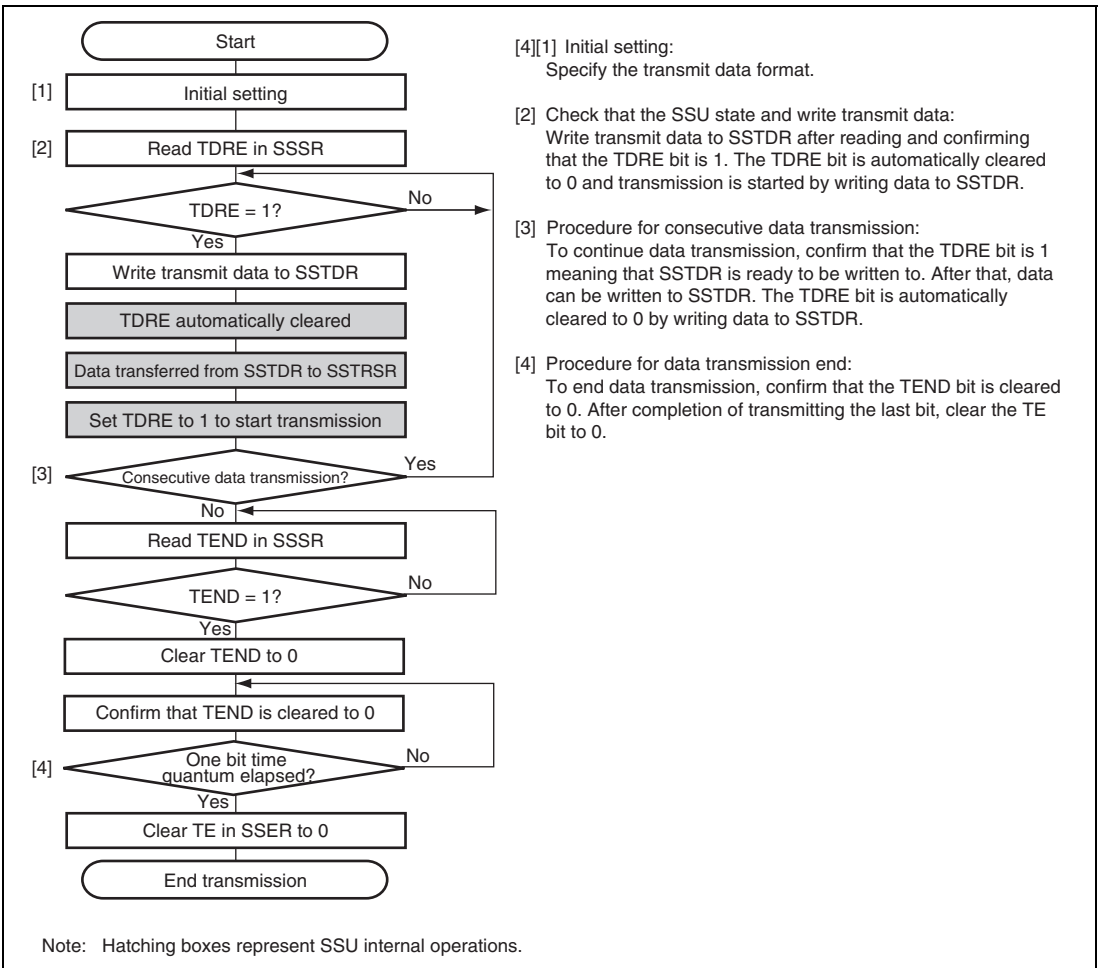 Start
[1] Initial setting
[2] Read TDRE in SSSR
TDRE = 1?
No
Yes
Write transmit data to SSTDR
TDRE automatically cleared
Data transferred from SSTDR to SSTRSR
Set TDRE to 1 to start transmission
[3] Consecutive data transmission?
Yes
No
Read TEND in SSSR
TEND = 1?
No
Yes
Clear TEND to 0
Confirm that TEND is cleared to 0
[4] One bit time
quantum elapsed?
No
Yes
Clear TE in SSER to 0
End transmission
[4][1] Initial setting:
Specify the transmit data format.
[2] Check that the SSU state and write transmit data:
Write transmit data to SSTDR after reading and confirming
that the TDRE bit is 1. The TDRE bit is automatically cleared
to 0 and transmission is started by writing data to SSTDR.
[3] Procedure for consecutive data transmission:
To continue data transmission, confirm that the TDRE bit is 1
meaning that SSTDR is ready to be written to. After that, data
can be written to SSTDR. The TDRE bit is automatically
cleared to 0 by writing data to SSTDR.
[4] Procedure for data transmission end:
To end data transmission, confirm that the TEND bit is cleared
to 0. After completion of transmitting the last bit, clear the TE
bit to 0.
Note: Hatching boxes represent SSU internal operations.